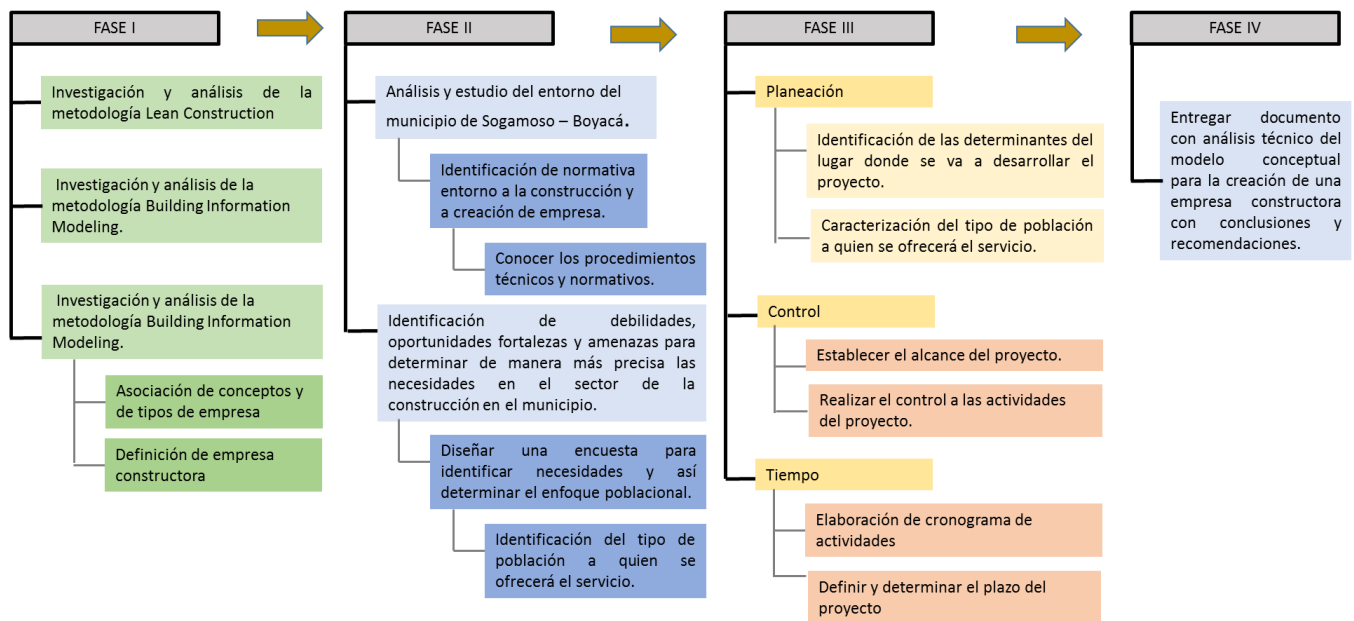 FASE I
Investigación y análisis de la
metodología Lean Construction
Investigación y análisis de la
metodología Building Information
Modeling.
Investigación y análisis de la
metodología Building Information
Modeling.
Asociación de conceptos y
de tipos de empresa
Definición de empresa
constructora
FASE II
Análisis y estudio del entorno del
municipio de Sogamoso – Boyacá.
Identificación de normativa
entorno a la construcción y
a creación de empresa.
Conocer los procedimientos
técnicos y normativos.
Identificación de debilidades,
oportunidades fortalezas y amenazas para
determinar de manera más precisa las
necesidades en el sector de la
construcción en el municipio.
Diseñar una encuesta para
identificar necesidades y así
determinar el enfoque poblacional.
Identificación del tipo de
población a quien se
ofrecerá el servicio.
FASE III
Planeación
Identificación de las determinantes del
lugar donde se va a desarrollar el
proyecto.
Caracterización del tipo de población
a quien se ofrecerá el servicio.
Control
Establecer el alcance del proyecto.
Realizar el control a las actividades
del proyecto.
Tiempo
Elaboración de cronograma de
actividades
Definir y determinar el plazo del
proyecto
FASE IV
Entregar documento
con análisis técnico del
modelo conceptual
para la creación de una
empresa constructora
con conclusiones y
recomendaciones.